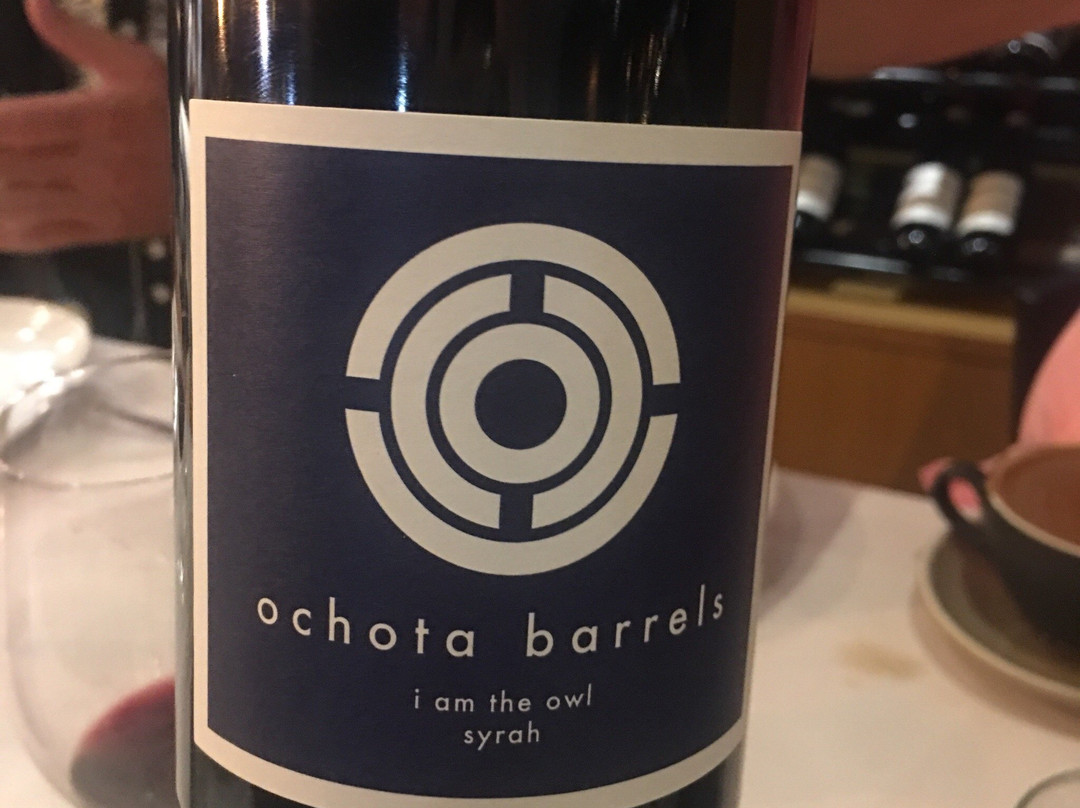 ochota barrels
i am the owl
syrah